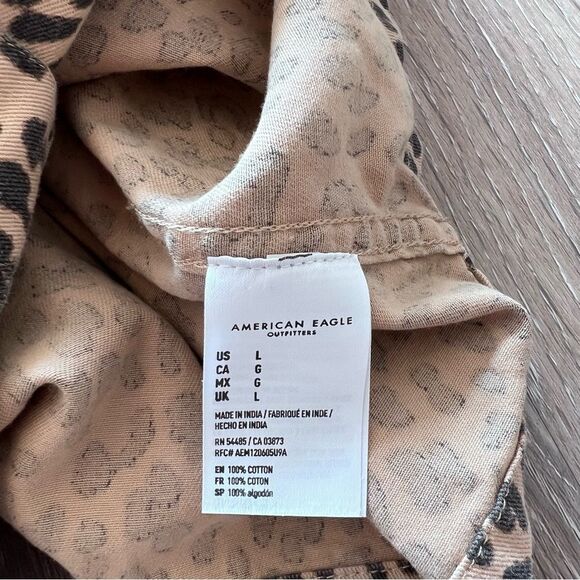 AMERICAN EAGLE
OUTFITTERS
US L
CA G
MX G
UK L
MADE IN INDIA / FABRIQUÉ EN INDE /
HECHO EN INDIA
RN 54485 / CA 03873
RFC# AEM120605U9A
EN 100% COTTON
FR 100% COTON
SP 100% algodón